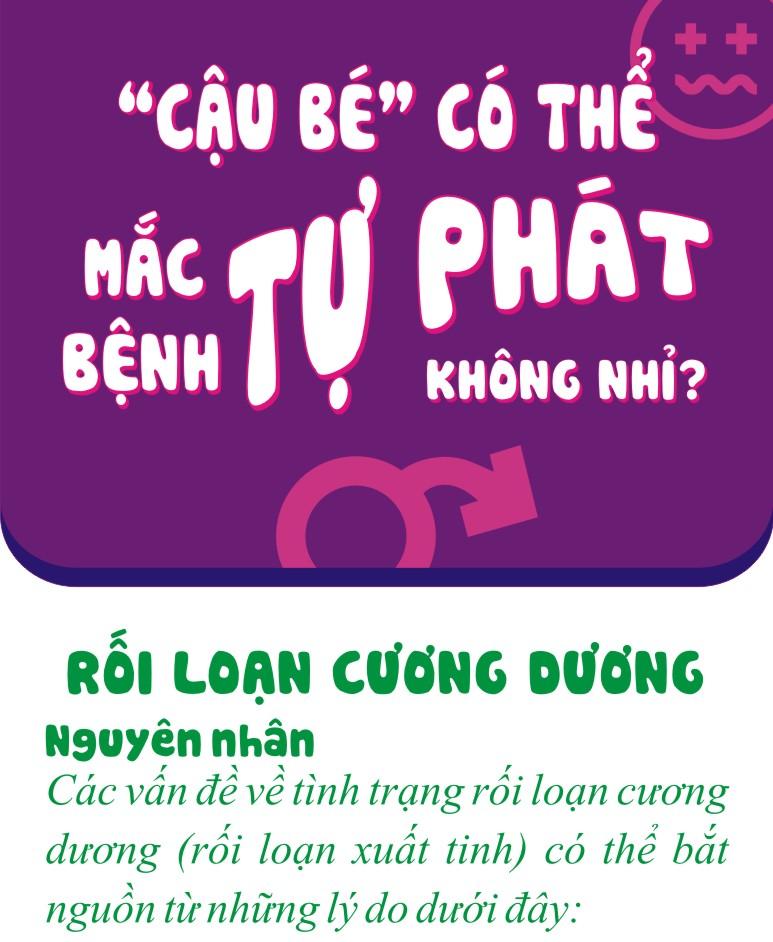 “CẬU BÉ” CÓ THỂ
MẮC
BỆNH
TỰ PHÁT
KHÔNG NHỈ?
RỐI LOẠN CƯƠNG DƯƠNG
Nguyên nhân
Các vấn đề về tình trạng rối loạn cương
dương (rối loạn xuất tinh) có thể bắt
nguồn từ những lý do dưới đây: